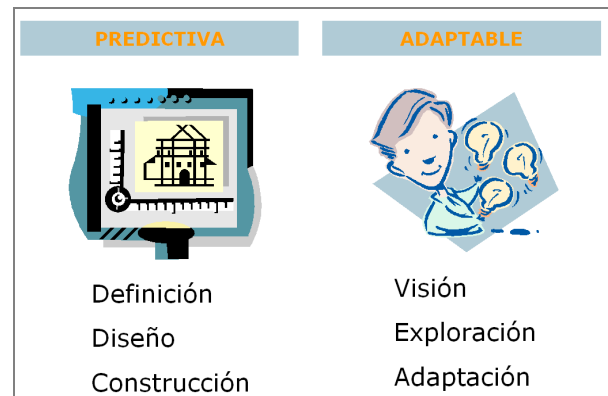 PREDICTIVA
ADAPTABLE
Definición
Diseño
Construcción
Visión
Exploración
Adaptación